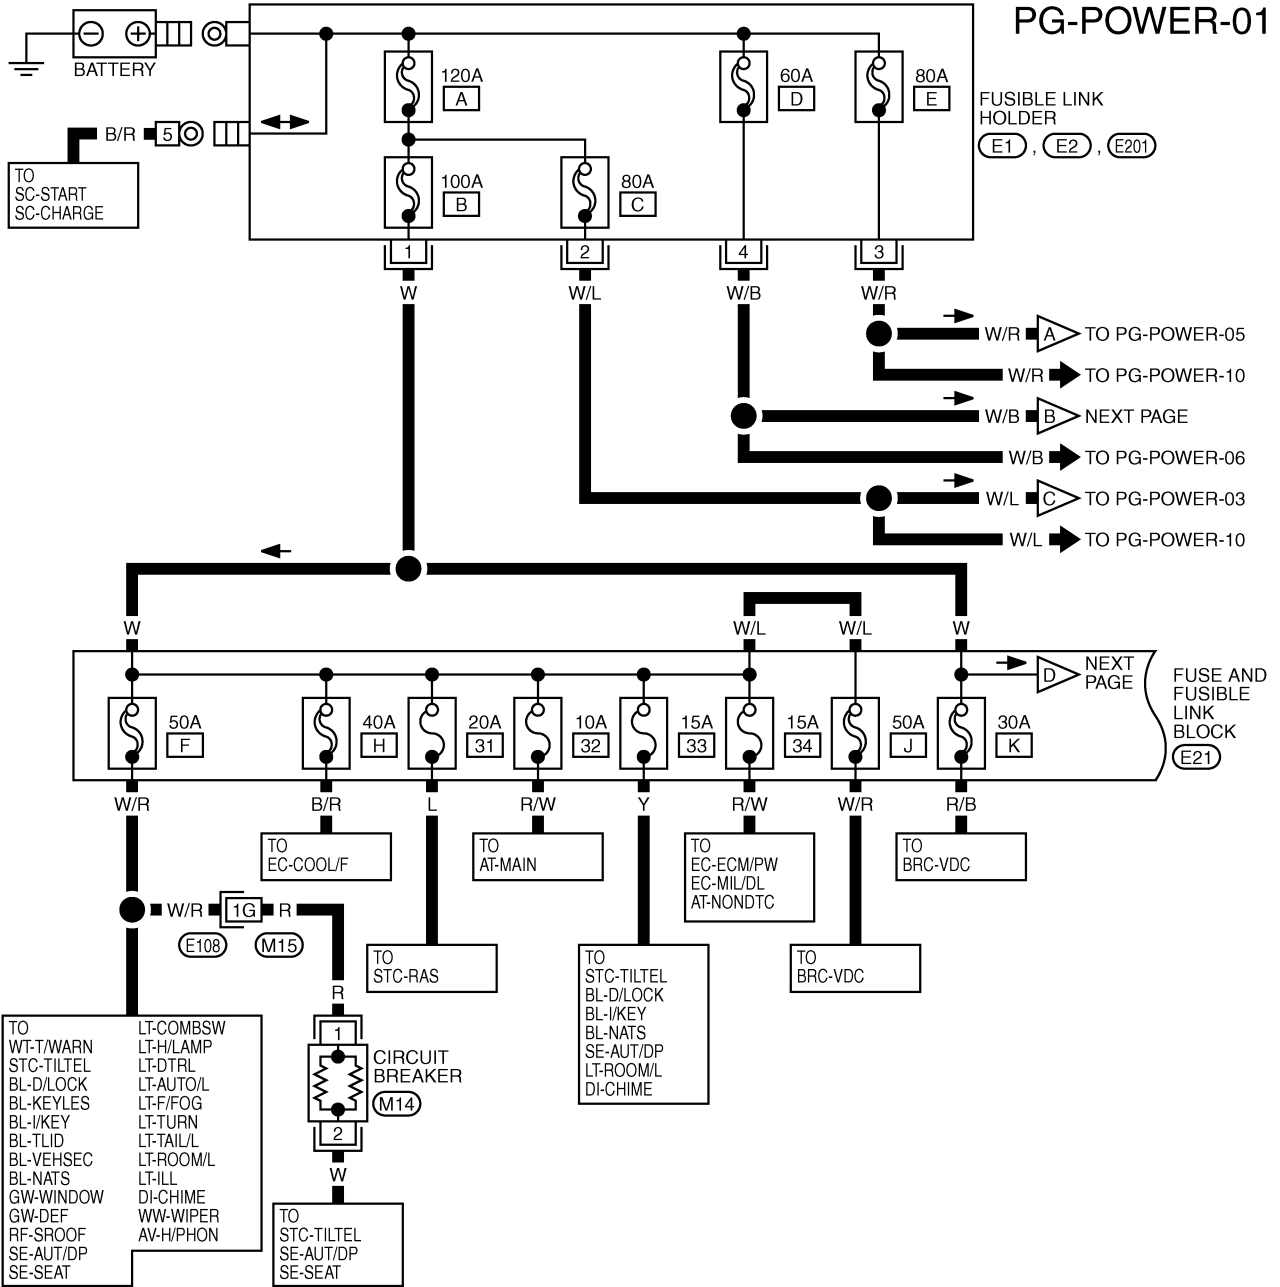 PG-POWER-01
BATTERY
120A
A
60A
D
80A
E
FUSIBLE LINK
HOLDER
E1 , E2 , E201
B/R
5
TO
SC-START
SC-CHARGE
100A
B
80A
C
1
2
4
3
W
W/L
W/B
W/R
W/R
A
TO PG-POWER-05
W/R
TO PG-POWER-10
W/B
B
NEXT PAGE
W/B
TO PG-POWER-06
W/L
C
TO PG-POWER-03
W/L
TO PG-POWER-10
W
W/L
W/L
W
D
NEXT
PAGE
FUSE AND
FUSIBLE
LINK
BLOCK
E21
50A
F
40A
H
20A
31
10A
32
15A
33
15A
34
50A
J
30A
K
W/R
B/R
L
R/W
Y
R/W
W/R
R/B
TO
EC-COOL/F
TO
AT-MAIN
TO
EC-ECM/PW
EC-MIL/DL
AT-NONDTC
TO
BRC-VDC
W/R
1G
R
E108
M15
TO
STC-RAS
TO
STC-TILTEL
BL-D/LOCK
BL-I/KEY
BL-NATS
SE-AUT/DP
LT-ROOM/L
DI-CHIME
TO
BRC-VDC
R
1
CIRCUIT
BREAKER
M14
2
W
TO
STC-TILTEL
SE-AUT/DP
SE-SEAT
TO
WT-T/WARN
STC-TILTEL
BL-D/LOCK
BL-KEYLES
BL-I/KEY
BL-TLID
BL-VEHSEC
BL-NATS
GW-WINDOW
GW-DEF
RF-SROOF
SE-AUT/DP
SE-SEAT
LT-COMBSW
LT-H/LAMP
LT-DTRL
LT-AUTO/L
LT-F/FOG
LT-TURN
LT-TAIL/L
LT-ROOM/L
LT-ILL
DI-CHIME
WW-WIPER
AV-H/PHON